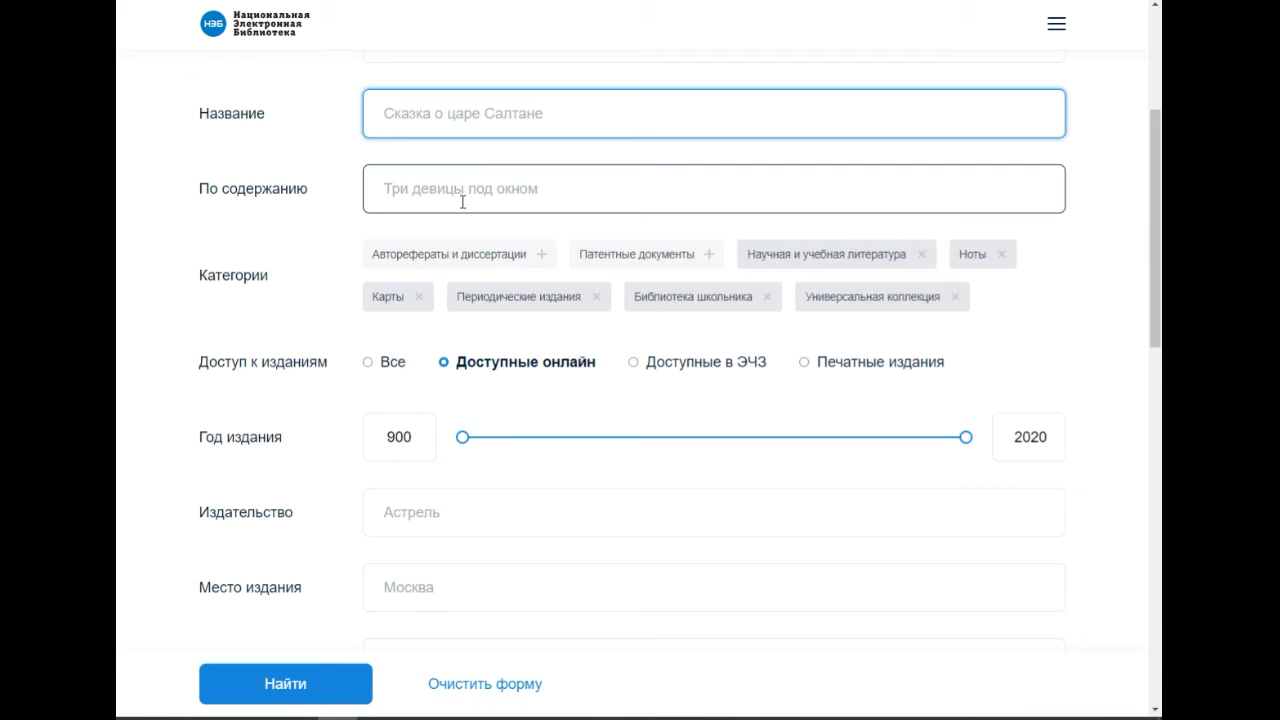 НЭБ
Национальная
Электронная
Библиотека
Название
Сказка о царе Салтане
По содержанию
Три девицы под окном
Категории
Авторефераты и диссертации + Патентные документы + Научная и учебная литература × Ноты ×
Карты × Периодические издания × Библиотека школьника × Универсальная коллекция ×
Доступ к изданиям Все Доступные онлайн Доступные в ЭЧЗ Печатные издания
Год издания 900 2020
Издательство Астрель
Место издания Москва
Найти Очистить форму